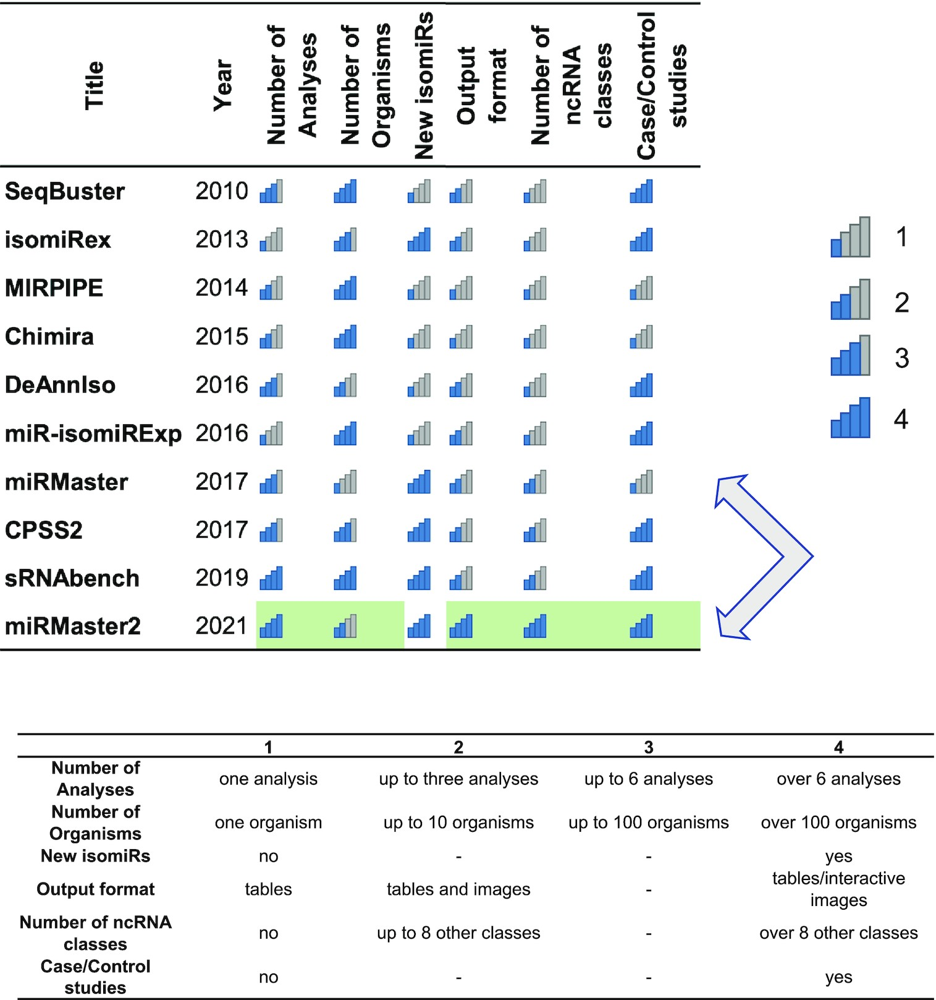 Title
Year
Number of
Analyses
Number of
Organisms
New isomiRs
Output
format
Number of
ncRNA
classes
Case/Control
studies
SeqBuster 2010
isomiRex 2013
MIRPIPE 2014
Chimira 2015
DeAnnIso 2016
miR-isomiRExp 2016
miRMaster 2017
CPSS2 2017
sRNAbench 2019
miRMaster2 2021
1
2
3
4
1 2 3 4
Number of
Analyses
one analysis up to three analyses up to 6 analyses over 6 analyses
Number of
Organisms
one organism up to 10 organisms up to 100 organisms over 100 organisms
New isomiRs no - - yes
Output format tables tables and images - tables/interactive
images
Number of ncRNA
classes
no up to 8 other classes - over 8 other classes
Case/Control
studies
no - - yes